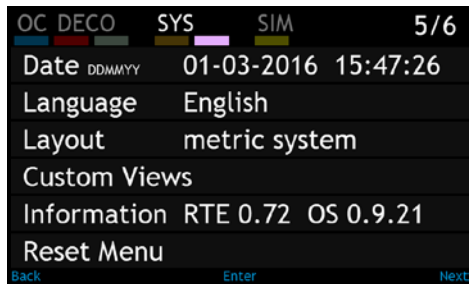 OC DECO SYS SIM 5/6
Date DDMMYY 01-03-2016 15:47:26
Language English
Layout metric system
Custom Views
Information RTE 0.72 OS 0.9.21
Reset Menu
Back Enter Next